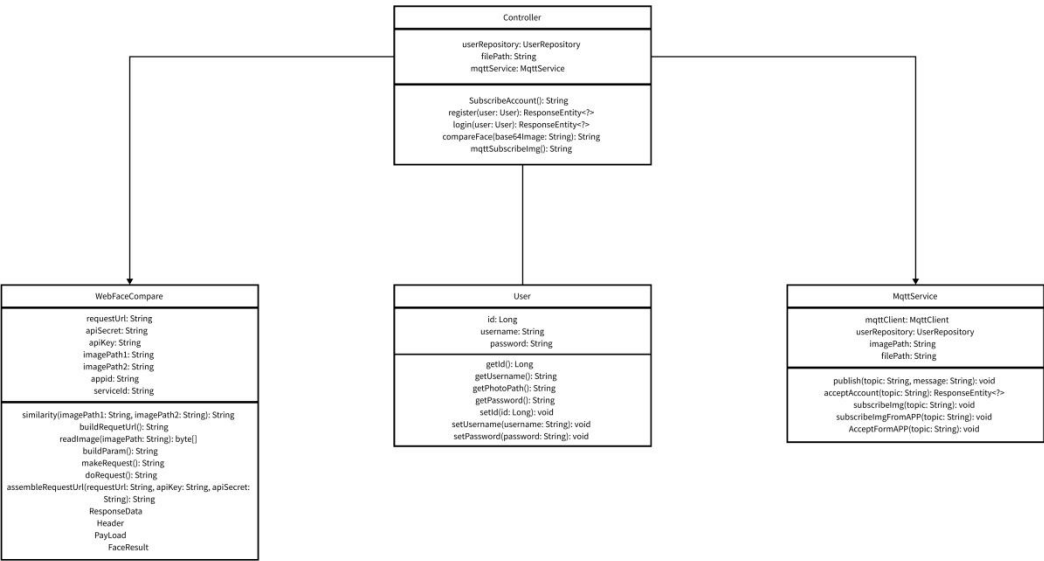 Controller
userRepository: UserRepository
filePath: String
mqttService: MqttService
SubscribeAccount(): String
register(user: User): ResponseEntity<?>
login(user: User): ResponseEntity<?>
compareFace(base64Image: String): String
mqttSubscribeImg(): String
WebFaceCompare
requestUrl: String
apiSecret: String
apiKey: String
imagePath1: String
imagePath2: String
appid: String
serviceId: String
similarity(imagePath1: String, imagePath2: String): String
buildRequetUrl(): String
readImage(imagePath: String): byte[]
buildParam(): String
makeRequest(): String
doRequest(): String
assembleRequestUrl(requestUrl: String, apiKey: String, apiSecret:
String): String
ResponseData
Header
PayLoad
FaceResult
User
id: Long
username: String
password: String
getId(): Long
getUsername(): String
getPhotoPath(): String
getPassword(): String
setId(id: Long): void
setUsername(username: String): void
setPassword(password: String): void
MqttService
mqttClient: MqttClient
userRepository: UserRepository
imagePath: String
filePath: String
publish(topic: String, message: String): void
acceptAccount(topic: String): ResponseEntity<?>
subscribeImg(topic: String): void
subscribeImgFromAPP(topic: String): void
AcceptFormAPP(topic: String): void